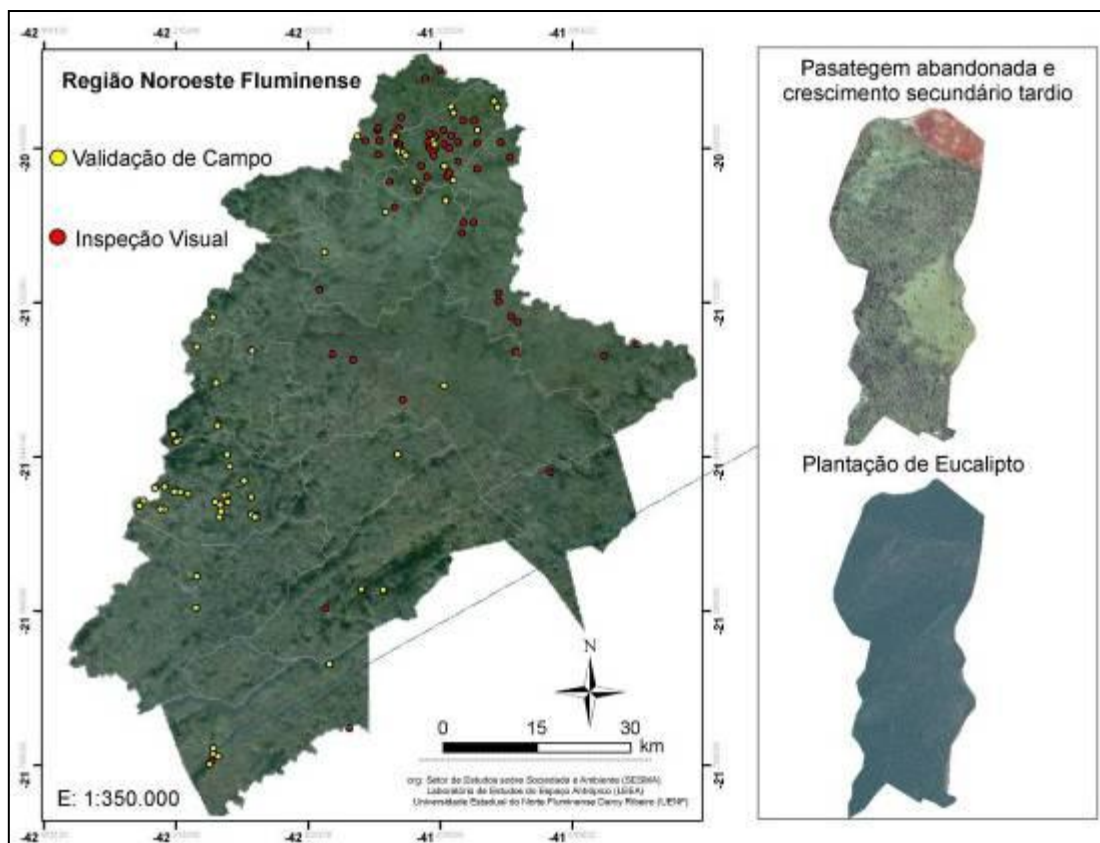 -42
-42
-42
-41
-41
Região Noroeste Fluminense
Validação de Campo
Inspeção Visual
-20
-21
-21
-21
-21
-20
-21
-21
-21
-21
N
0 15 30
km
org: Setor de Estudos sobre Sociedade e Ambiente (SESMA)
Laboratório de Estudos do Espaço Antrópico (LEEA)
Universidade Estadual do Norte Fluminense Darcy Ribeiro (UENF)
E: 1:350.000
-42
-42
-42
-41
-41
Pasategem abandonada e
crescimento secundário tardio
Plantação de Eucalipto